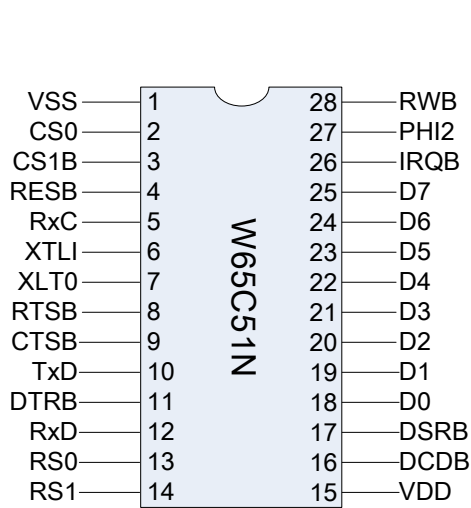 VSS 1 28 RWB
CS0 2 27 PHI2
CS1B 3 26 IRQB
RESB 4 25 D7
RxC 5 24 D6
XTLI 6 23 D5
XLT0 7 22 D4
RTSB 8 21 D3
CTSB 9 20 D2
TxD 10 19 D1
DTRB 11 18 D0
RxD 12 17 DSRB
RS0 13 16 DCDB
RS1 14 15 VDD
W65C51N